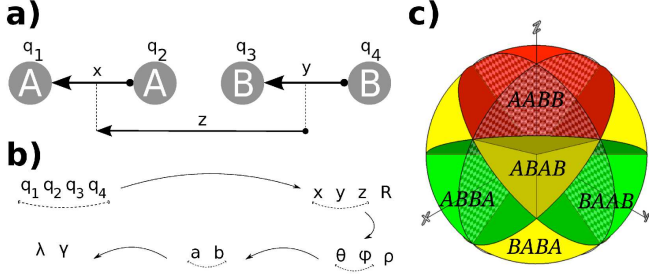 a)
q1 q2 q3 q4
A x A B y B
z
b)
q1 q2 q3 q4 x y z R
λ γ a b θ φ ρ
c)
Z
AABB
ABAB
ABBA BAAB
X Y
BABA